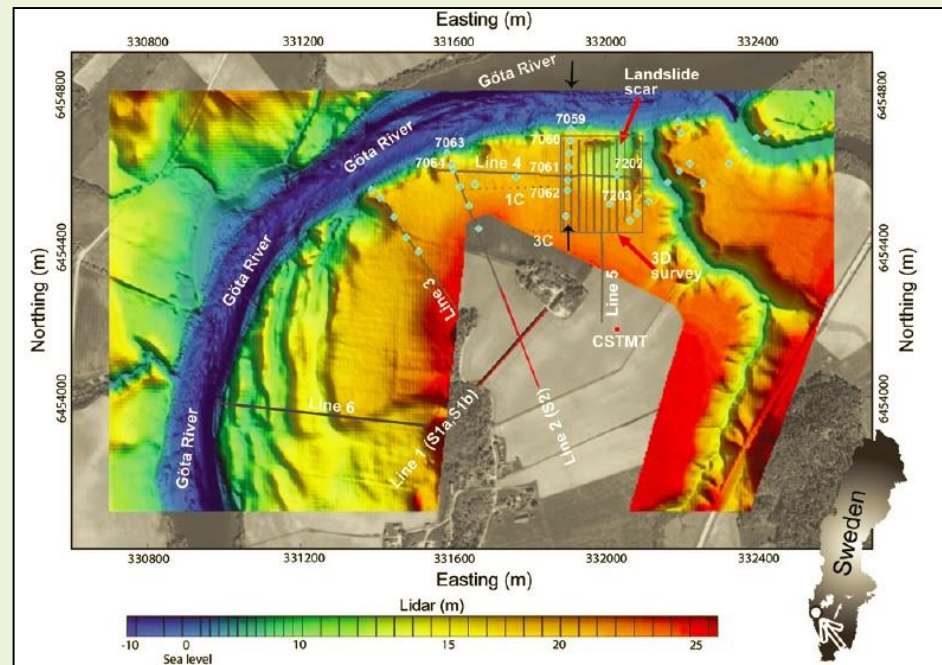 Easting (m)
330800 331200 331600 332000 332400
Göta River
Landslide
scar
6454800
7059
7060
7063
Göta River
7061
7064
Line 4
7202
7062
1C
7203
3C
3D
survey
6454400
Northing (m)
Göta River
Line 3
Line 5
CSTMT
6454000
Line 6
Line 1 (S1a,S1b)
Line 2 (S2)
Göta River
6454800
6454400
Northing (m)
6454000
330800 331200 331600 332000 332400
Easting (m)
Sweden
Lidar (m)
-10 0 10 15 20 25
Sea level